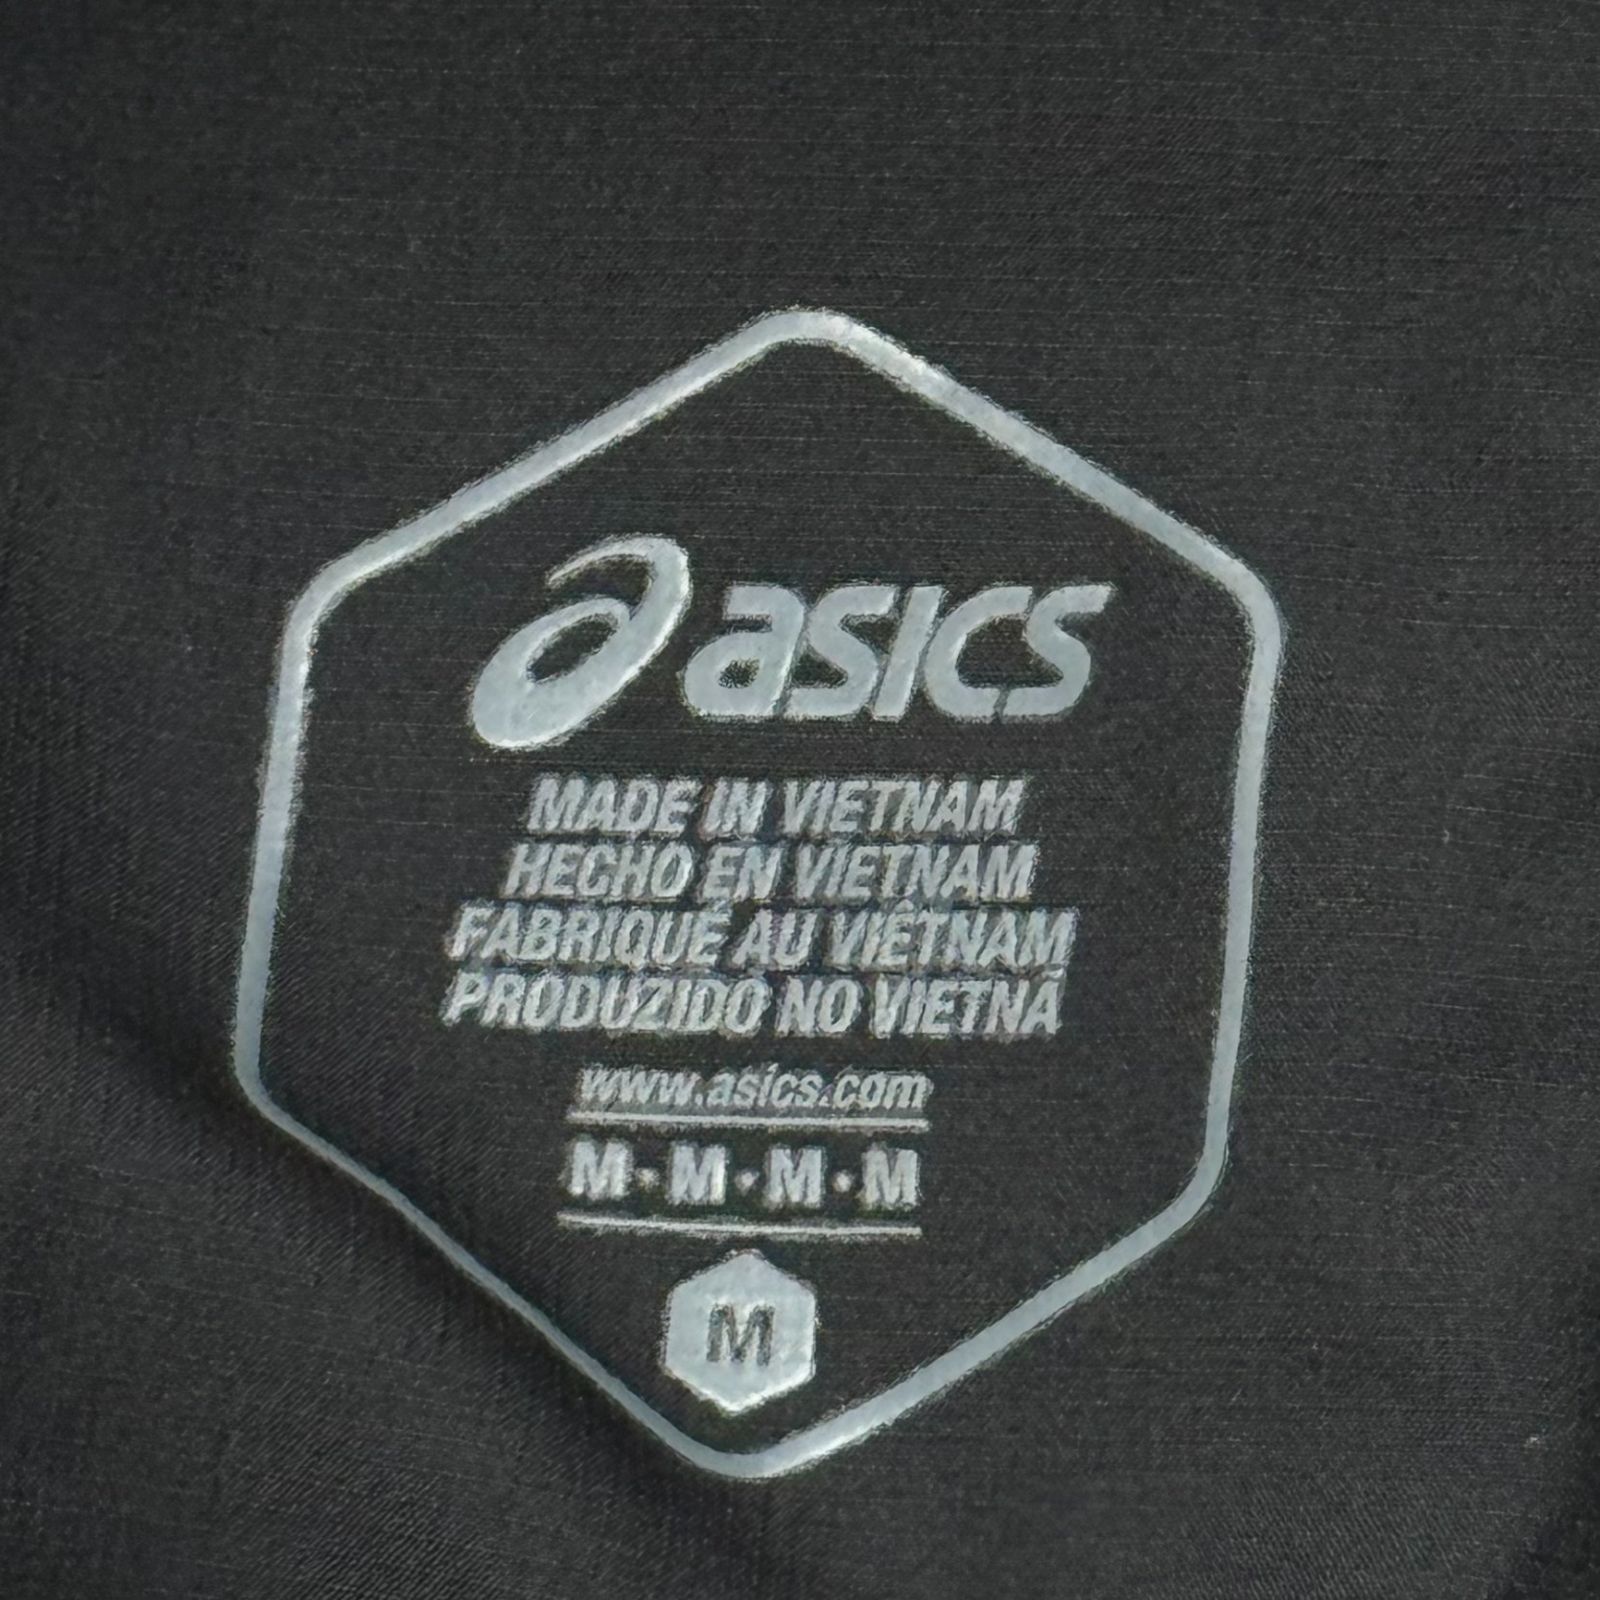 asics
MADE IN VIETNAM
HECHO EN VIETNAM
FABRIQUÉ AU VIÊTNAM
PRODUZIDO NO VIETNÃ
www.asics.com
M·M·M·M
M